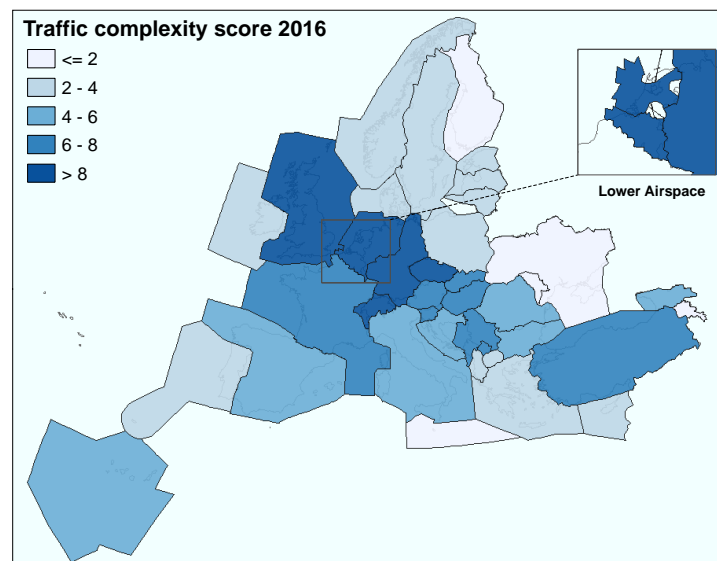 Traffic complexity score 2016
<= 2
2 - 4
4 - 6
6 - 8
> 8
Lower Airspace